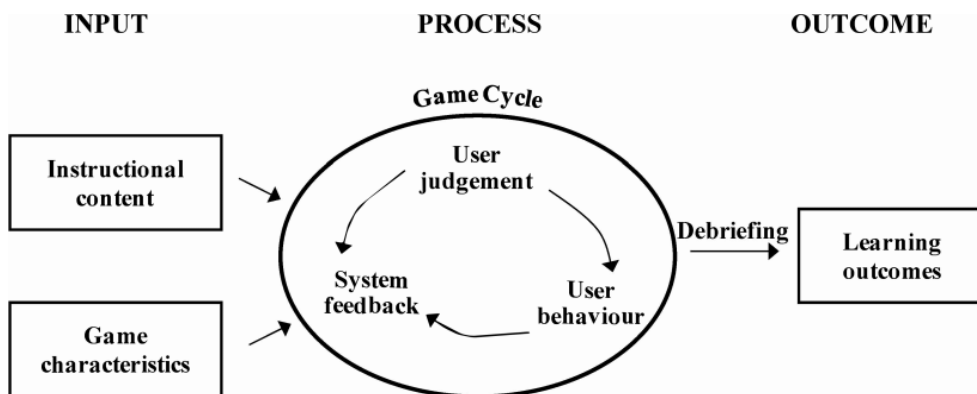 INPUT
PROCESS
OUTCOME
Game Cycle
Instructional
content
Game
characteristics
User
judgement
System
feedback
User
behaviour
Debriefing
Learning
outcomes